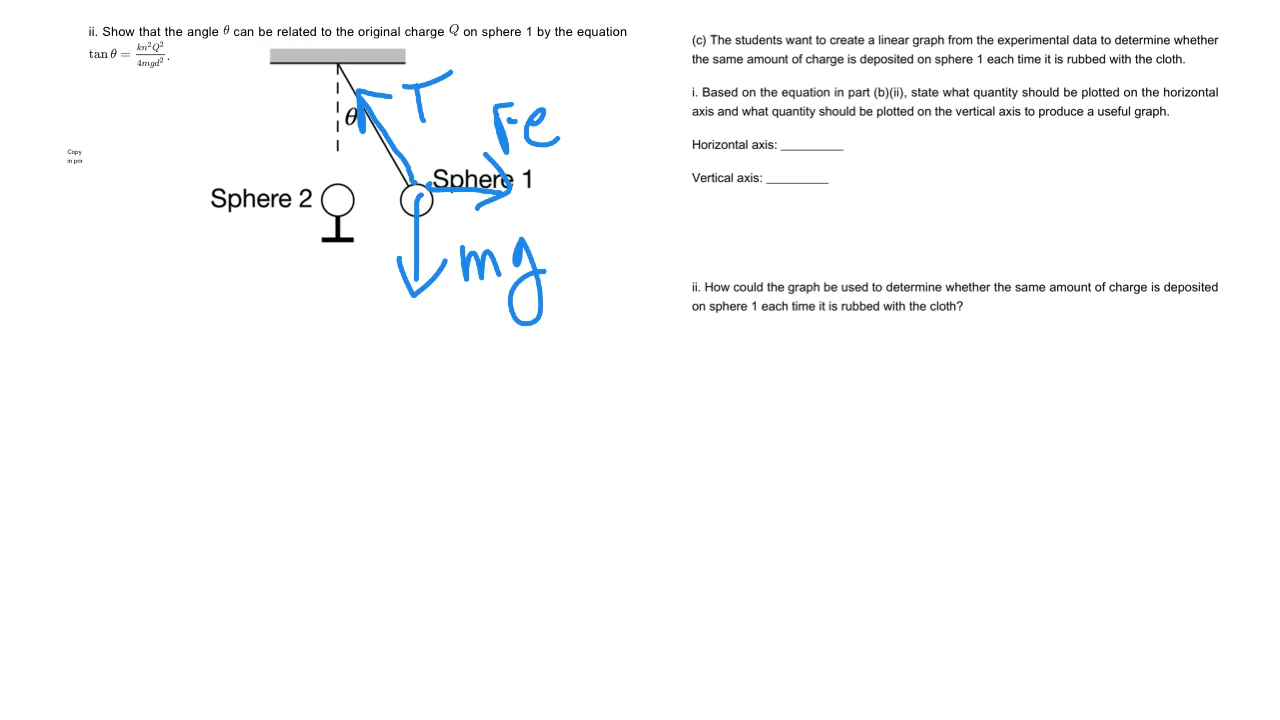 ii. Show that the angle θ can be related to the original charge Q on sphere 1 by the equation
tan θ = kn²Q²/4mgd².
θ
T
Fe
Sphere 1
Sphere 2
mg
Copy
in pri
(c) The students want to create a linear graph from the experimental data to determine whether
the same amount of charge is deposited on sphere 1 each time it is rubbed with the cloth.
i. Based on the equation in part (b)(ii), state what quantity should be plotted on the horizontal
axis and what quantity should be plotted on the vertical axis to produce a useful graph.
Horizontal axis: _________
Vertical axis: _________
ii. How could the graph be used to determine whether the same amount of charge is deposited
on sphere 1 each time it is rubbed with the cloth?